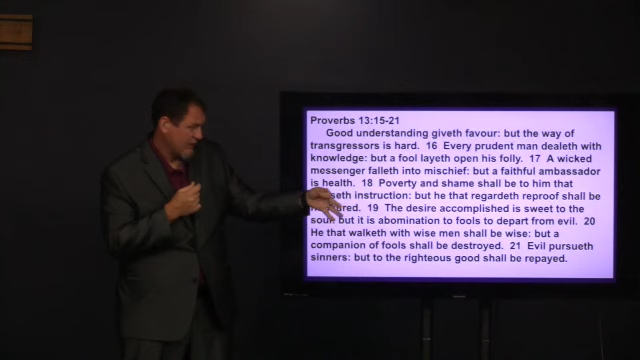 Proverbs 13:15-21
Good understanding giveth favour: but the way of
transgressors is hard. 16 Every prudent man dealeth with
knowledge: but a fool layeth open his folly. 17 A wicked
messenger falleth into mischief: but a faithful ambassador
is health. 18 Poverty and shame shall be to him that
instruction: but he that regardeth reproof shall be
19 The desire accomplished is sweet to the
soul: but it is abomination to fools to depart from evil. 20
He that walketh with wise men shall be wise: but a
companion of fools shall be destroyed. 21 Evil pursueth
sinners: but to the righteous good shall be repayed.